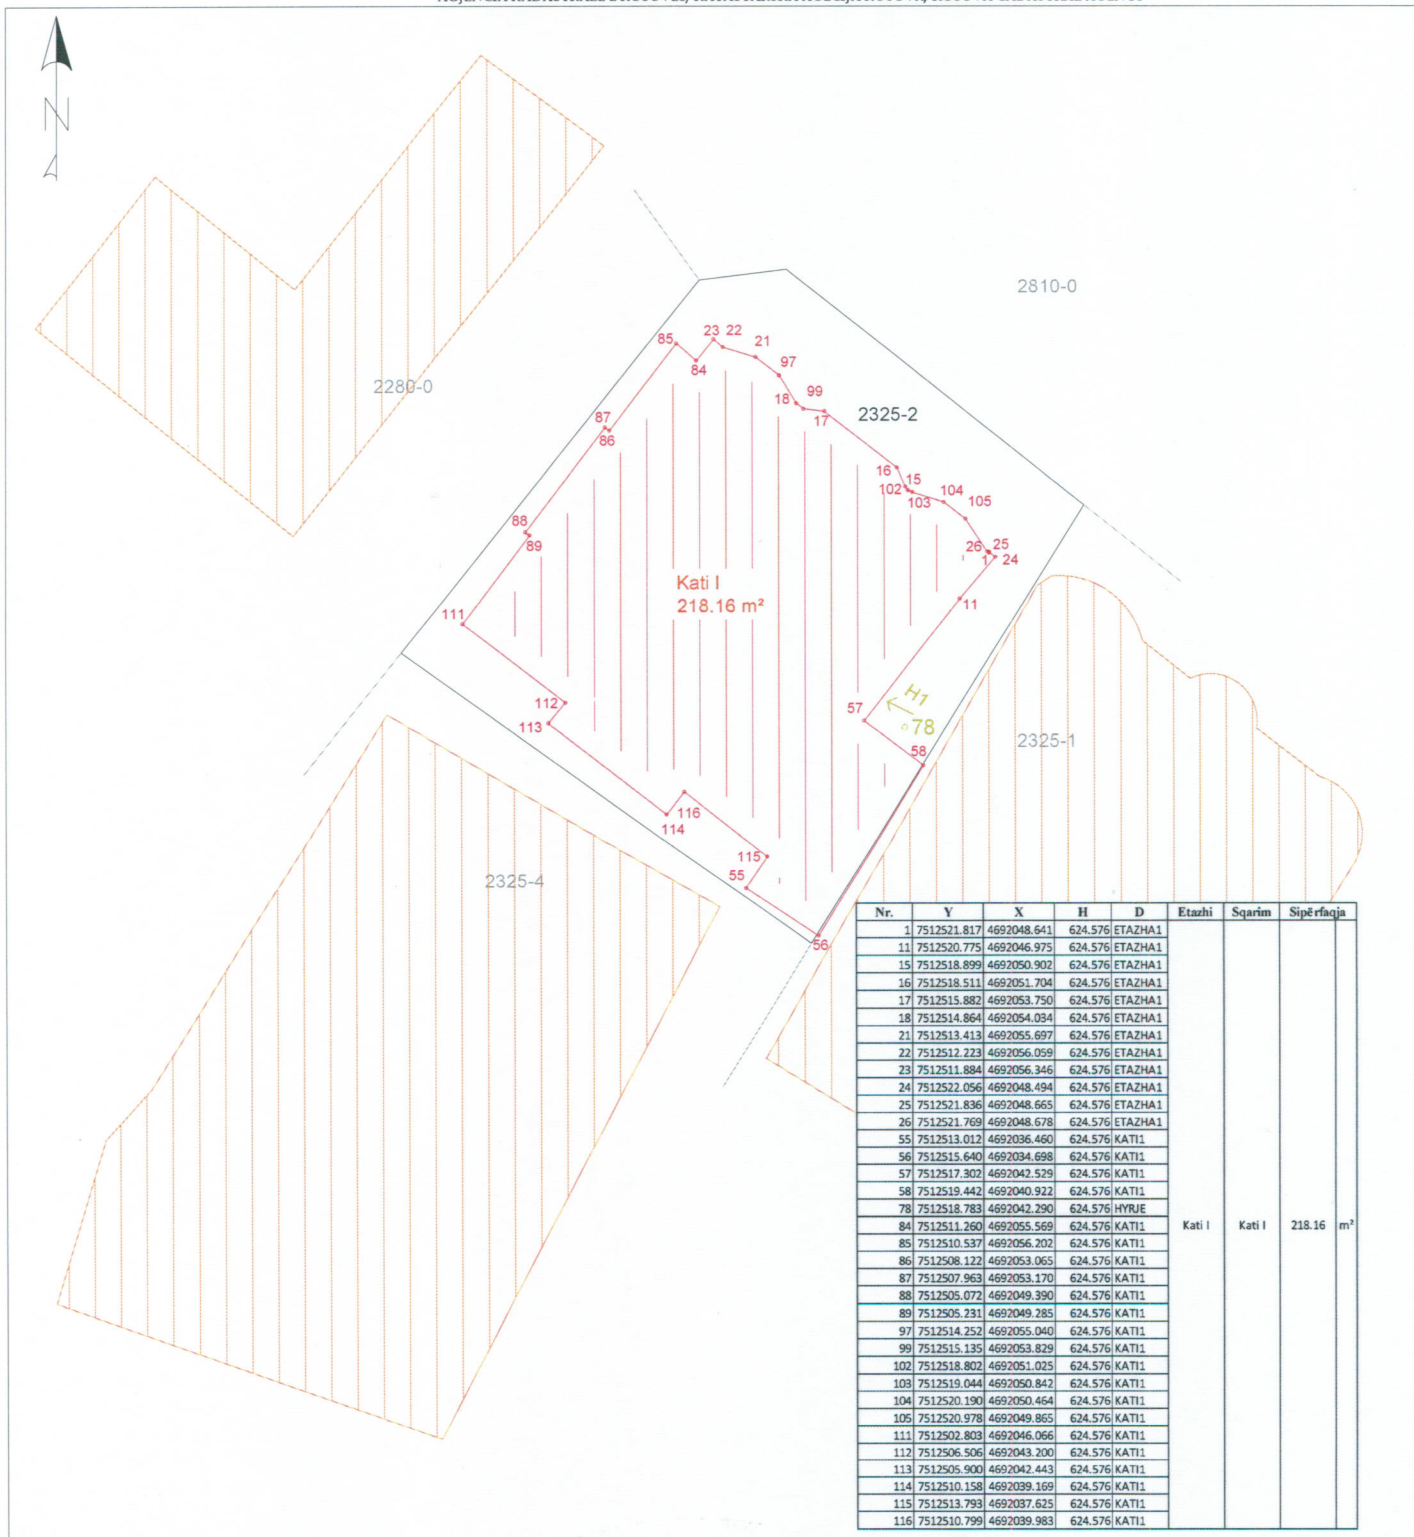 N
2810-0
2280-0
2325-2
2325-1
2325-4
85
23
22
21
84
97
18
99
17
87
86
16
15
102
103
104
105
26
25
1
24
88
89
11
Kati I
218.16 m²
111
112
113
57
H1
78
58
116
114
115
55
56
Nr. Y X H D Etazhi Sqarim Sipërfaqja
1 7512521.817 4692048.641 624.576 ETAZHA1
11 7512520.775 4692046.975 624.576 ETAZHA1
15 7512518.899 4692050.902 624.576 ETAZHA1
16 7512518.511 4692051.704 624.576 ETAZHA1
17 7512515.882 4692053.750 624.576 ETAZHA1
18 7512514.864 4692054.034 624.576 ETAZHA1
21 7512513.413 4692055.697 624.576 ETAZHA1
22 7512512.223 4692056.059 624.576 ETAZHA1
23 7512511.884 4692056.346 624.576 ETAZHA1
24 7512522.056 4692048.494 624.576 ETAZHA1
25 7512521.836 4692048.665 624.576 ETAZHA1
26 7512521.769 4692048.678 624.576 ETAZHA1
55 7512513.012 4692036.460 624.576 KATI1
56 7512515.640 4692034.698 624.576 KATI1
57 7512517.302 4692042.529 624.576 KATI1
58 7512519.442 4692040.922 624.576 KATI1
78 7512518.783 4692042.290 624.576 HYRJE
84 7512511.260 4692055.569 624.576 KATI1 Kati I Kati I 218.16 m²
85 7512510.537 4692056.202 624.576 KATI1
86 7512508.122 4692053.065 624.576 KATI1
87 7512507.963 4692053.170 624.576 KATI1
88 7512505.072 4692049.390 624.576 KATI1
89 7512505.231 4692049.285 624.576 KATI1
97 7512514.252 4692055.040 624.576 KATI1
99 7512515.135 4692053.829 624.576 KATI1
102 7512518.802 4692051.025 624.576 KATI1
103 7512519.044 4692050.842 624.576 KATI1
104 7512520.190 4692050.464 624.576 KATI1
105 7512520.978 4692049.865 624.576 KATI1
111 7512502.803 4692046.066 624.576 KATI1
112 7512506.506 4692043.200 624.576 KATI1
113 7512505.900 4692042.443 624.576 KATI1
114 7512510.158 4692039.169 624.576 KATI1
115 7512513.793 4692037.625 624.576 KATI1
116 7512510.799 4692039.983 624.576 KATI1